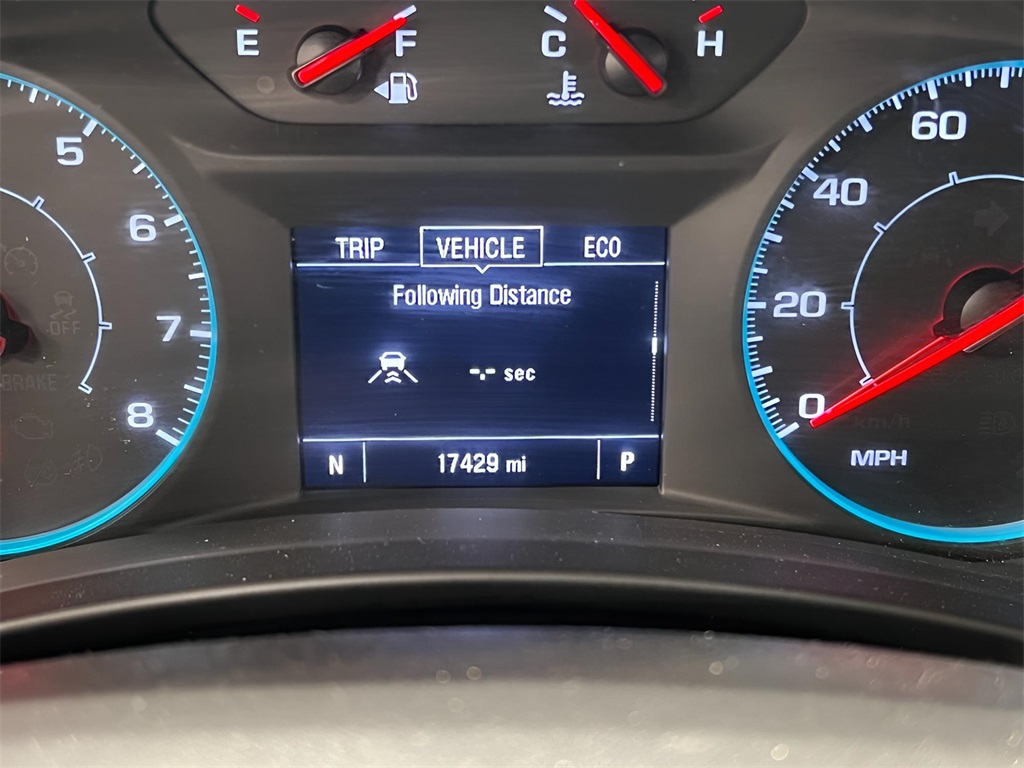 E F C H
5
6
7
8
OFF
BRAKE
TRIP VEHICLE ECO
Following Distance
-.- sec
N 17429 mi P
60
40
20
0
km/h
MPH